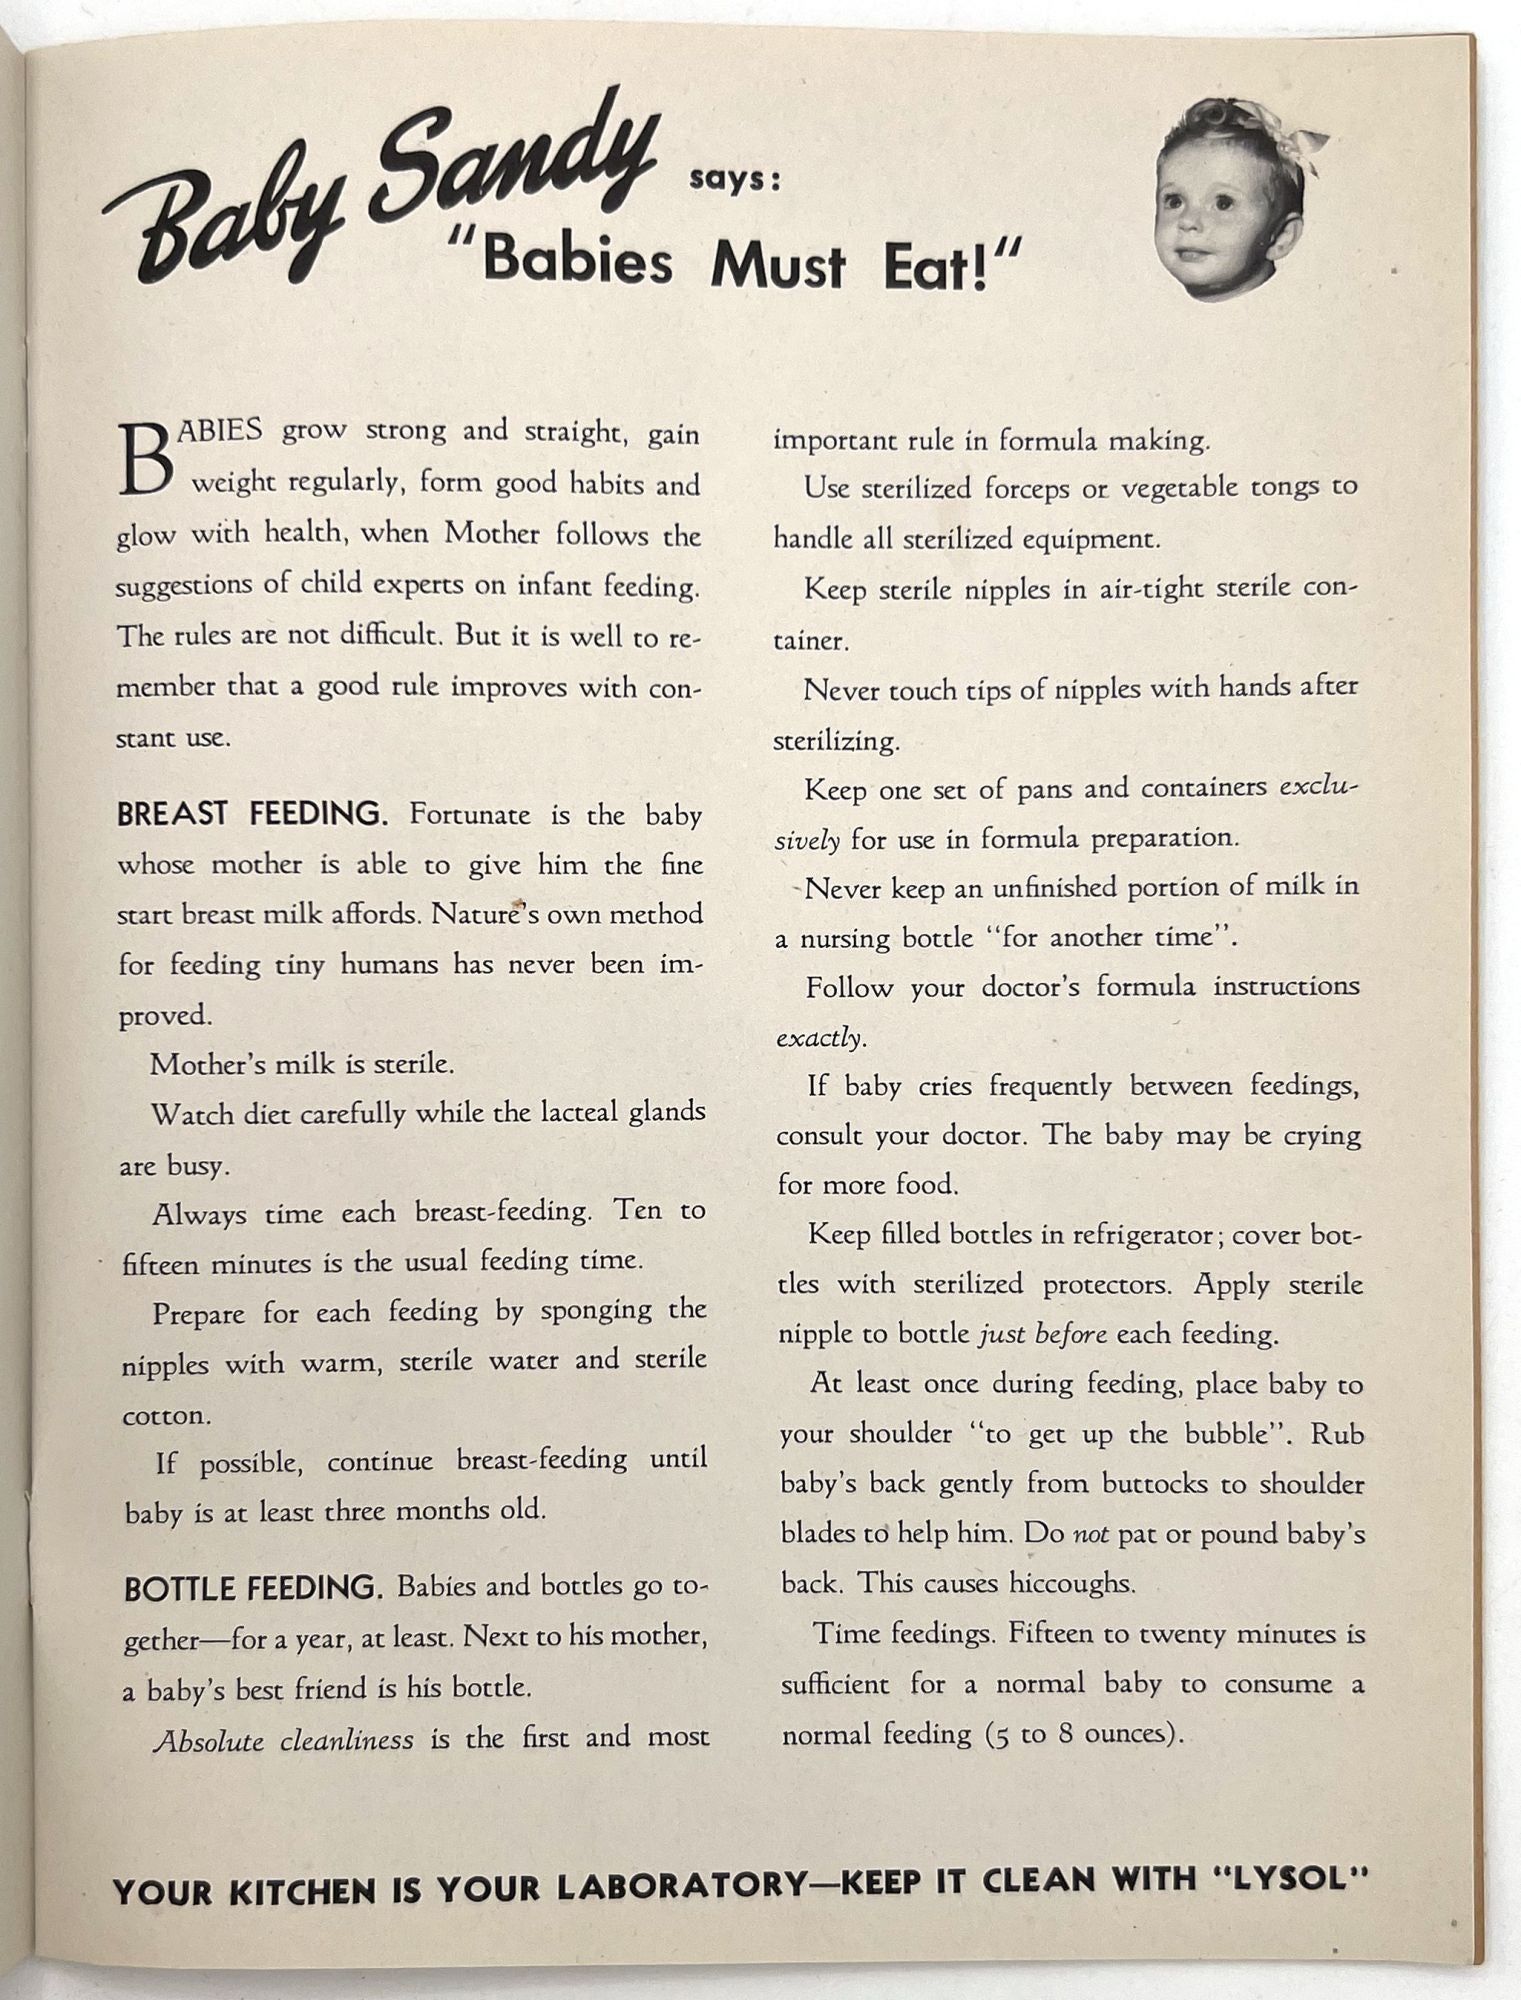 Baby Sandy says:
"Babies Must Eat!"
BABIES grow strong and straight, gain
weight regularly, form good habits and
glow with health, when Mother follows the
suggestions of child experts on infant feeding.
The rules are not difficult. But it is well to re-
member that a good rule improves with con-
stant use.
BREAST FEEDING. Fortunate is the baby
whose mother is able to give him the fine
start breast milk affords. Nature's own method
for feeding tiny humans has never been im-
proved.
Mother's milk is sterile.
Watch diet carefully while the lacteal glands
are busy.
Always time each breast-feeding. Ten to
fifteen minutes is the usual feeding time.
Prepare for each feeding by sponging the
nipples with warm, sterile water and sterile
cotton.
If possible, continue breast-feeding until
baby is at least three months old.
BOTTLE FEEDING. Babies and bottles go to-
gether—for a year, at least. Next to his mother,
a baby's best friend is his bottle.
Absolute cleanliness is the first and most
important rule in formula making.
Use sterilized forceps or vegetable tongs to
handle all sterilized equipment.
Keep sterile nipples in air-tight sterile con-
tainer.
Never touch tips of nipples with hands after
sterilizing.
Keep one set of pans and containers exclu-
sively for use in formula preparation.
Never keep an unfinished portion of milk in
a nursing bottle "for another time".
Follow your doctor's formula instructions
exactly.
If baby cries frequently between feedings,
consult your doctor. The baby may be crying
for more food.
Keep filled bottles in refrigerator; cover bot-
tles with sterilized protectors. Apply sterile
nipple to bottle just before each feeding.
At least once during feeding, place baby to
your shoulder "to get up the bubble". Rub
baby's back gently from buttocks to shoulder
blades to help him. Do not pat or pound baby's
back. This causes hiccoughs.
Time feedings. Fifteen to twenty minutes is
sufficient for a normal baby to consume a
normal feeding (5 to 8 ounces).
YOUR KITCHEN IS YOUR LABORATORY—KEEP IT CLEAN WITH "LYSOL"